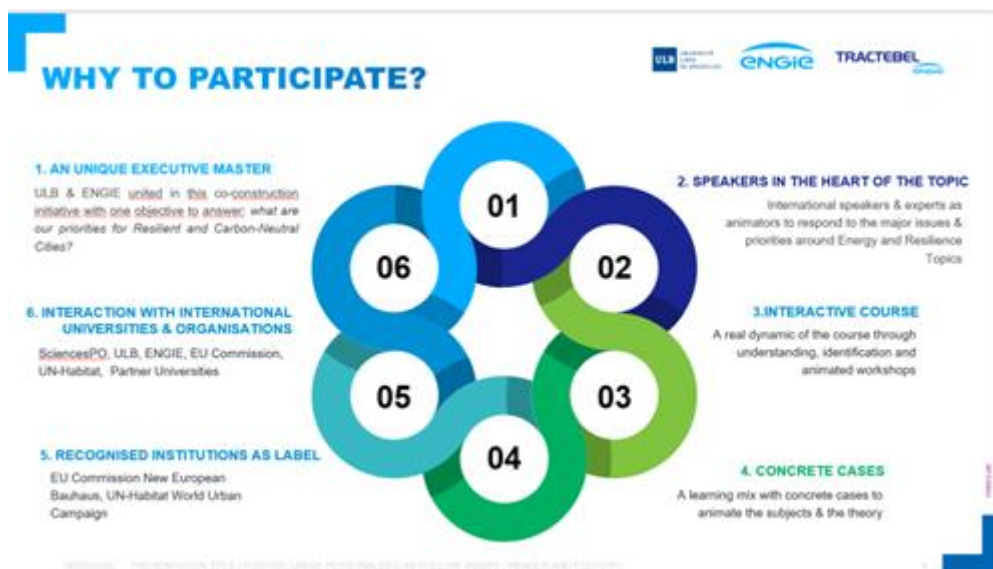 WHY TO PARTICIPATE?
ULB UNIVERSITÉ LIBRE DE BRUXELLES
ENGIE
TRACTEBEL
ENGIE
1. AN UNIQUE EXECUTIVE MASTER
ULB & ENGIE united in this co-construction
initiative with one objective to answer: what are
our priorities for Resilient and Carbon-Neutral
Cities?
01
2. SPEAKERS IN THE HEART OF THE TOPIC
International speakers & experts as
animators to respond to the major issues &
priorities around Energy and Resilience
Topics
06
02
6. INTERACTION WITH INTERNATIONAL
UNIVERSITIES & ORGANISATIONS
SciencesPO, ULB, ENGIE, EU Commission,
UN-Habitat, Partner Universities
3.INTERACTIVE COURSE
A real dynamic of the course through
understanding, identification and
animated workshops
05
03
04
5. RECOGNISED INSTITUTIONS AS LABEL
EU Commission New European
Bauhaus, UN-Habitat World Urban
Campaign
4. CONCRETE CASES
A learning mix with concrete cases to
animate the subjects & the theory